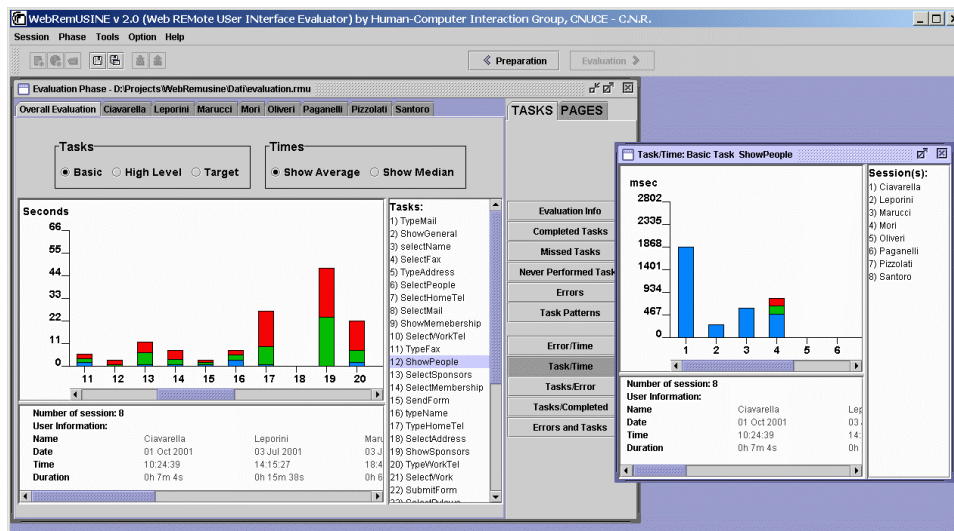 WebRemUSINE v 2.0 (Web REMote USer INterface Evaluator) by Human-Computer Interaction Group, CNUCE - C.N.R.
Session Phase Tools Option Help
Preparation Evaluation
Evaluation Phase - D:\Projects\WebRemusine\Dati\evaluation.rmu
Overall Evaluation Ciavarella Leporini Marucci Mori Oliveri Paganelli Pizzolati Santoro
Tasks
Basic High Level Target
Times
Show Average Show Median
Seconds
66
55
44
33
22
11
0
11 12 13 14 15 16 17 18 19 20
Tasks:
1) TypeMail
2) ShowGeneral
3) selectName
4) SelectFax
5) TypeAddress
6) SelectPeople
7) SelectHomeTel
8) SelectMail
9) ShowMemebership
10) SelectWorkTel
11) TypeFax
12) ShowPeople
13) SelectSponsors
14) SelectMembership
15) SendForm
16) typeName
17) TypeHomeTel
18) SelectAddress
19) ShowSponsors
20) TypeWorkTel
21) SelectWork
22) SubmitForm
Number of session: 8
User Information:
Name Ciavarella Leporini Maru
Date 01 Oct 2001 03 Jul 2001 03 J
Time 10:24:39 14:15:27 18:4
Duration 0h 7m 4s 0h 15m 38s 0h 6
TASKS PAGES
Evaluation Info
Completed Tasks
Missed Tasks
Never Performed Task
Errors
Task Patterns
Error/Time
Task/Time
Tasks/Error
Tasks/Completed
Errors and Tasks
Task/Time: Basic Task ShowPeople
msec
2802
2335
1868
1401
934
467
0
1 2 3 4 5 6
Session(s):
1) Ciavarella
2) Leporini
3) Marucci
4) Mori
5) Oliveri
6) Paganelli
7) Pizzolati
8) Santoro
Number of session: 8
User Information:
Name Ciavarella Lep
Date 01 Oct 2001 03
Time 10:24:39 14:
Duration 0h 7m 4s 0h